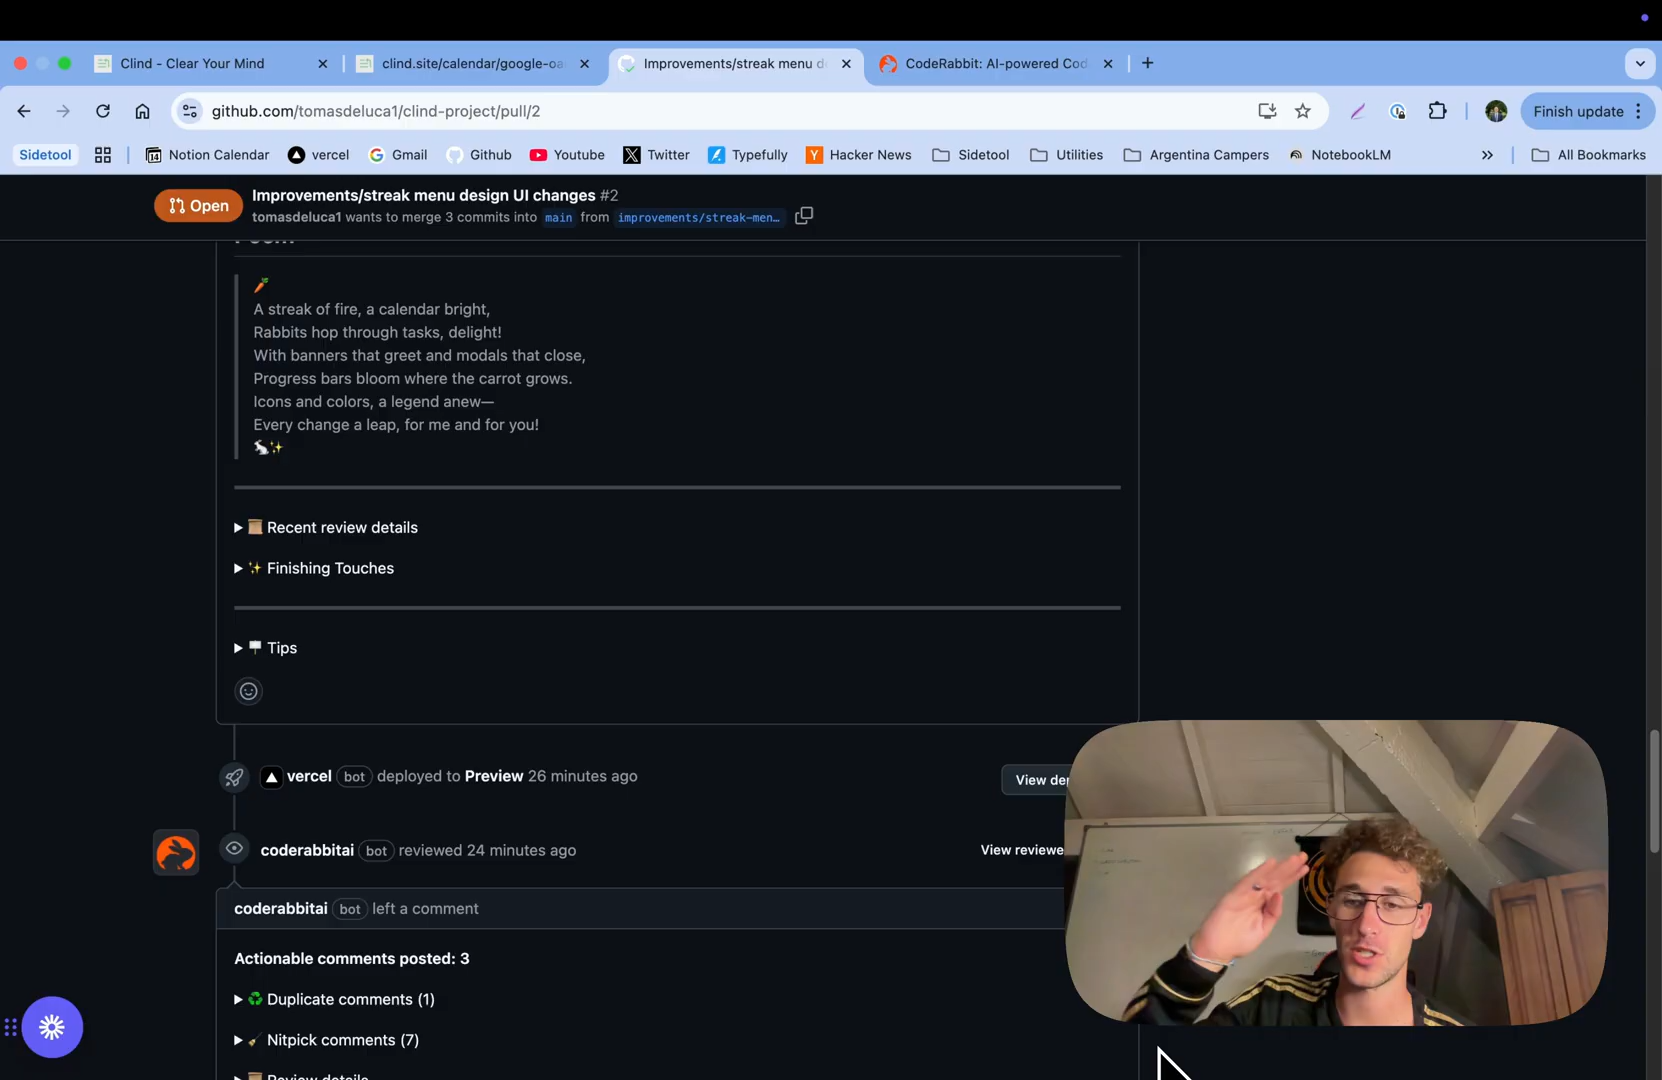 Clind - Clear Your Mind
clind.site/calendar/google-oa
Improvements/streak menu d
CodeRabbit: AI-powered Cod
github.com/tomasdeluca1/clind-project/pull/2
Finish update
Sidetool
Notion Calendar
vercel
Gmail
Github
Youtube
Twitter
Typefully
Hacker News
Sidetool
Utilities
Argentina Campers
NotebookLM
All Bookmarks
Open
Improvements/streak menu design UI changes #2
tomasdeluca1 wants to merge 3 commits into main from improvements/streak-men…
A streak of fire, a calendar bright,
Rabbits hop through tasks, delight!
With banners that greet and modals that close,
Progress bars bloom where the carrot grows.
Icons and colors, a legend anew—
Every change a leap, for me and for you!
Recent review details
Finishing Touches
Tips
vercel bot deployed to Preview 26 minutes ago
View de
coderabbitai bot reviewed 24 minutes ago
View reviewe
coderabbitai bot left a comment
Actionable comments posted: 3
Duplicate comments (1)
Nitpick comments (7)
Review details